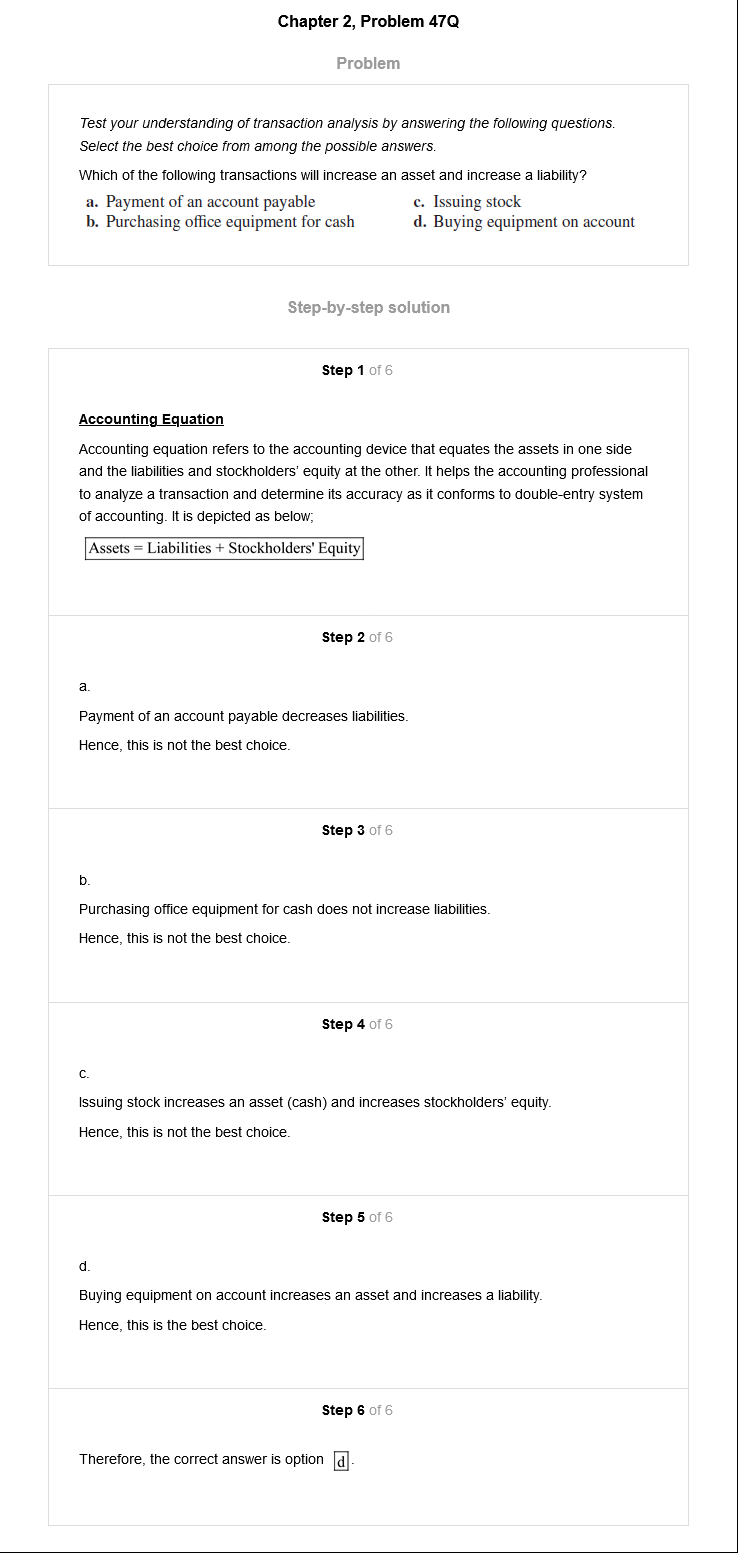 Chapter 2, Problem 47Q
Problem
Test your understanding of transaction analysis by answering the following questions.
Select the best choice from among the possible answers.
Which of the following transactions will increase an asset and increase a liability?
a. Payment of an account payable
b. Purchasing office equipment for cash
c. Issuing stock
d. Buying equipment on account
Step-by-step solution
Step 1 of 6
Accounting Equation
Accounting equation refers to the accounting device that equates the assets in one side
and the liabilities and stockholders' equity at the other. It helps the accounting professional
to analyze a transaction and determine its accuracy as it conforms to double-entry system
of accounting. It is depicted as below;
Assets = Liabilities + Stockholders' Equity
Step 2 of 6
a.
Payment of an account payable decreases liabilities.
Hence, this is not the best choice.
Step 3 of 6
b.
Purchasing office equipment for cash does not increase liabilities.
Hence, this is not the best choice.
Step 4 of 6
c.
Issuing stock increases an asset (cash) and increases stockholders' equity.
Hence, this is not the best choice.
Step 5 of 6
d.
Buying equipment on account increases an asset and increases a liability.
Hence, this is the best choice.
Step 6 of 6
Therefore, the correct answer is option d.